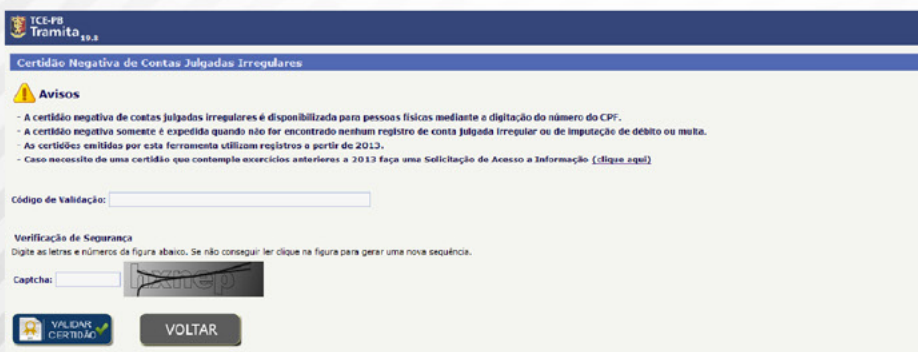 TCE-PB
Tramita 19.8
Certidão Negativa de Contas Julgadas Irregulares
Avisos
- A certidão negativa de contas julgadas irregulares é disponibilizada para pessoas físicas mediante a digitação do número do CPF.
- A certidão negativa somente é expedida quando não for encontrado nenhum registro de conta julgada irregular ou de imputação de débito ou multa.
- As certidões emitidas por esta ferramenta utilizam registros a partir de 2013.
- Caso necessite de uma certidão que contemple exercícios anteriores a 2013 faça uma Solicitação de Acesso a Informação (clique aqui)
Código de Validação:
Verificação de Segurança
Digite as letras e números da figura abaixo. Se não conseguir ler clique na figura para gerar uma nova sequência.
Captcha: hxnep
VALIDAR CERTIDÃO
VOLTAR